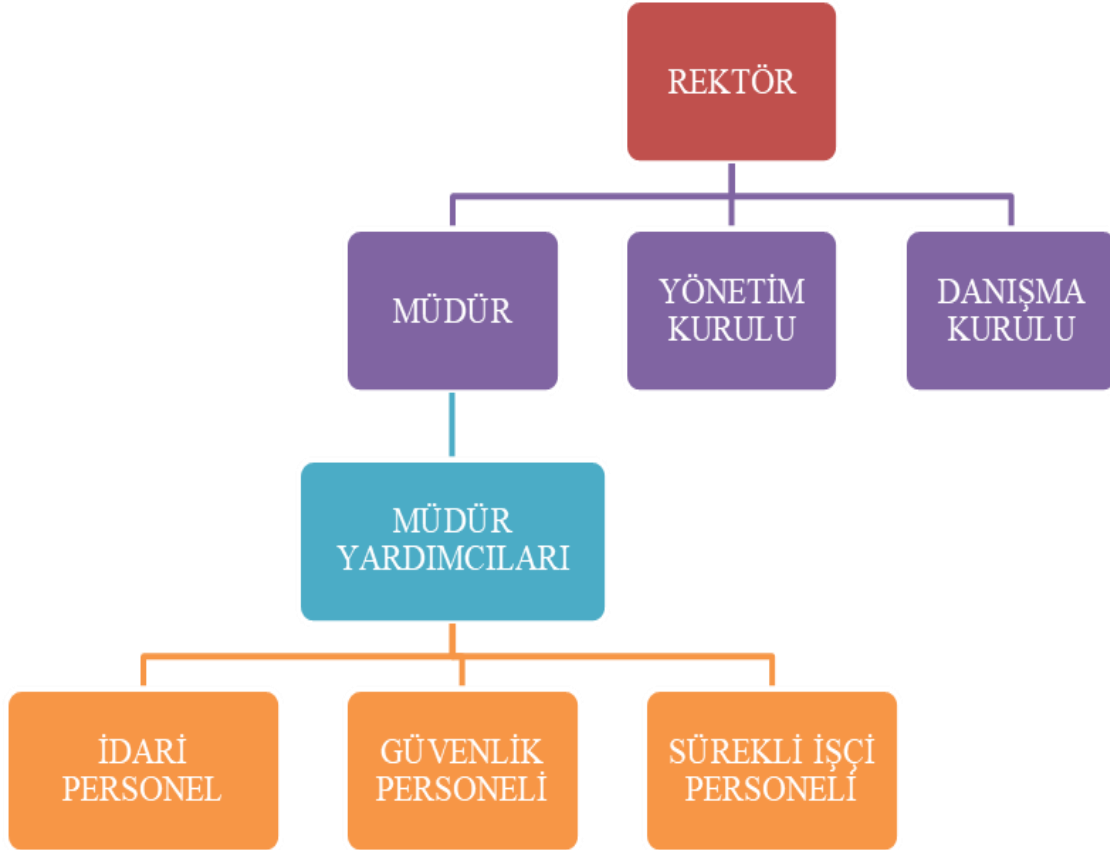 REKTÖR
MÜDÜR
YÖNETİM
KURULU
DANIŞMA
KURULU
MÜDÜR
YARDIMCILARI
İDARİ
PERSONEL
GÜVENLİK
PERSONELİ
SÜREKLİ İŞÇİ
PERSONELİ